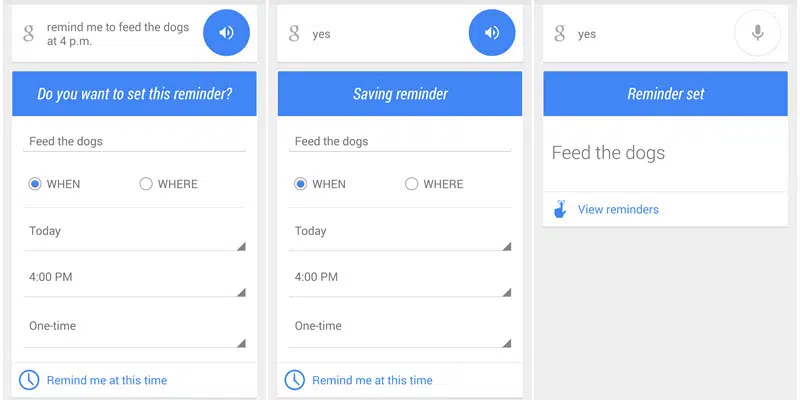 g
remind me to feed the dogs
at 4 p.m.
Do you want to set this reminder?
Feed the dogs
WHEN
WHERE
Today
4:00 PM
One-time
Remind me at this time
g
yes
Saving reminder
Feed the dogs
WHEN
WHERE
Today
4:00 PM
One-time
Remind me at this time
g
yes
Reminder set
Feed the dogs
View reminders